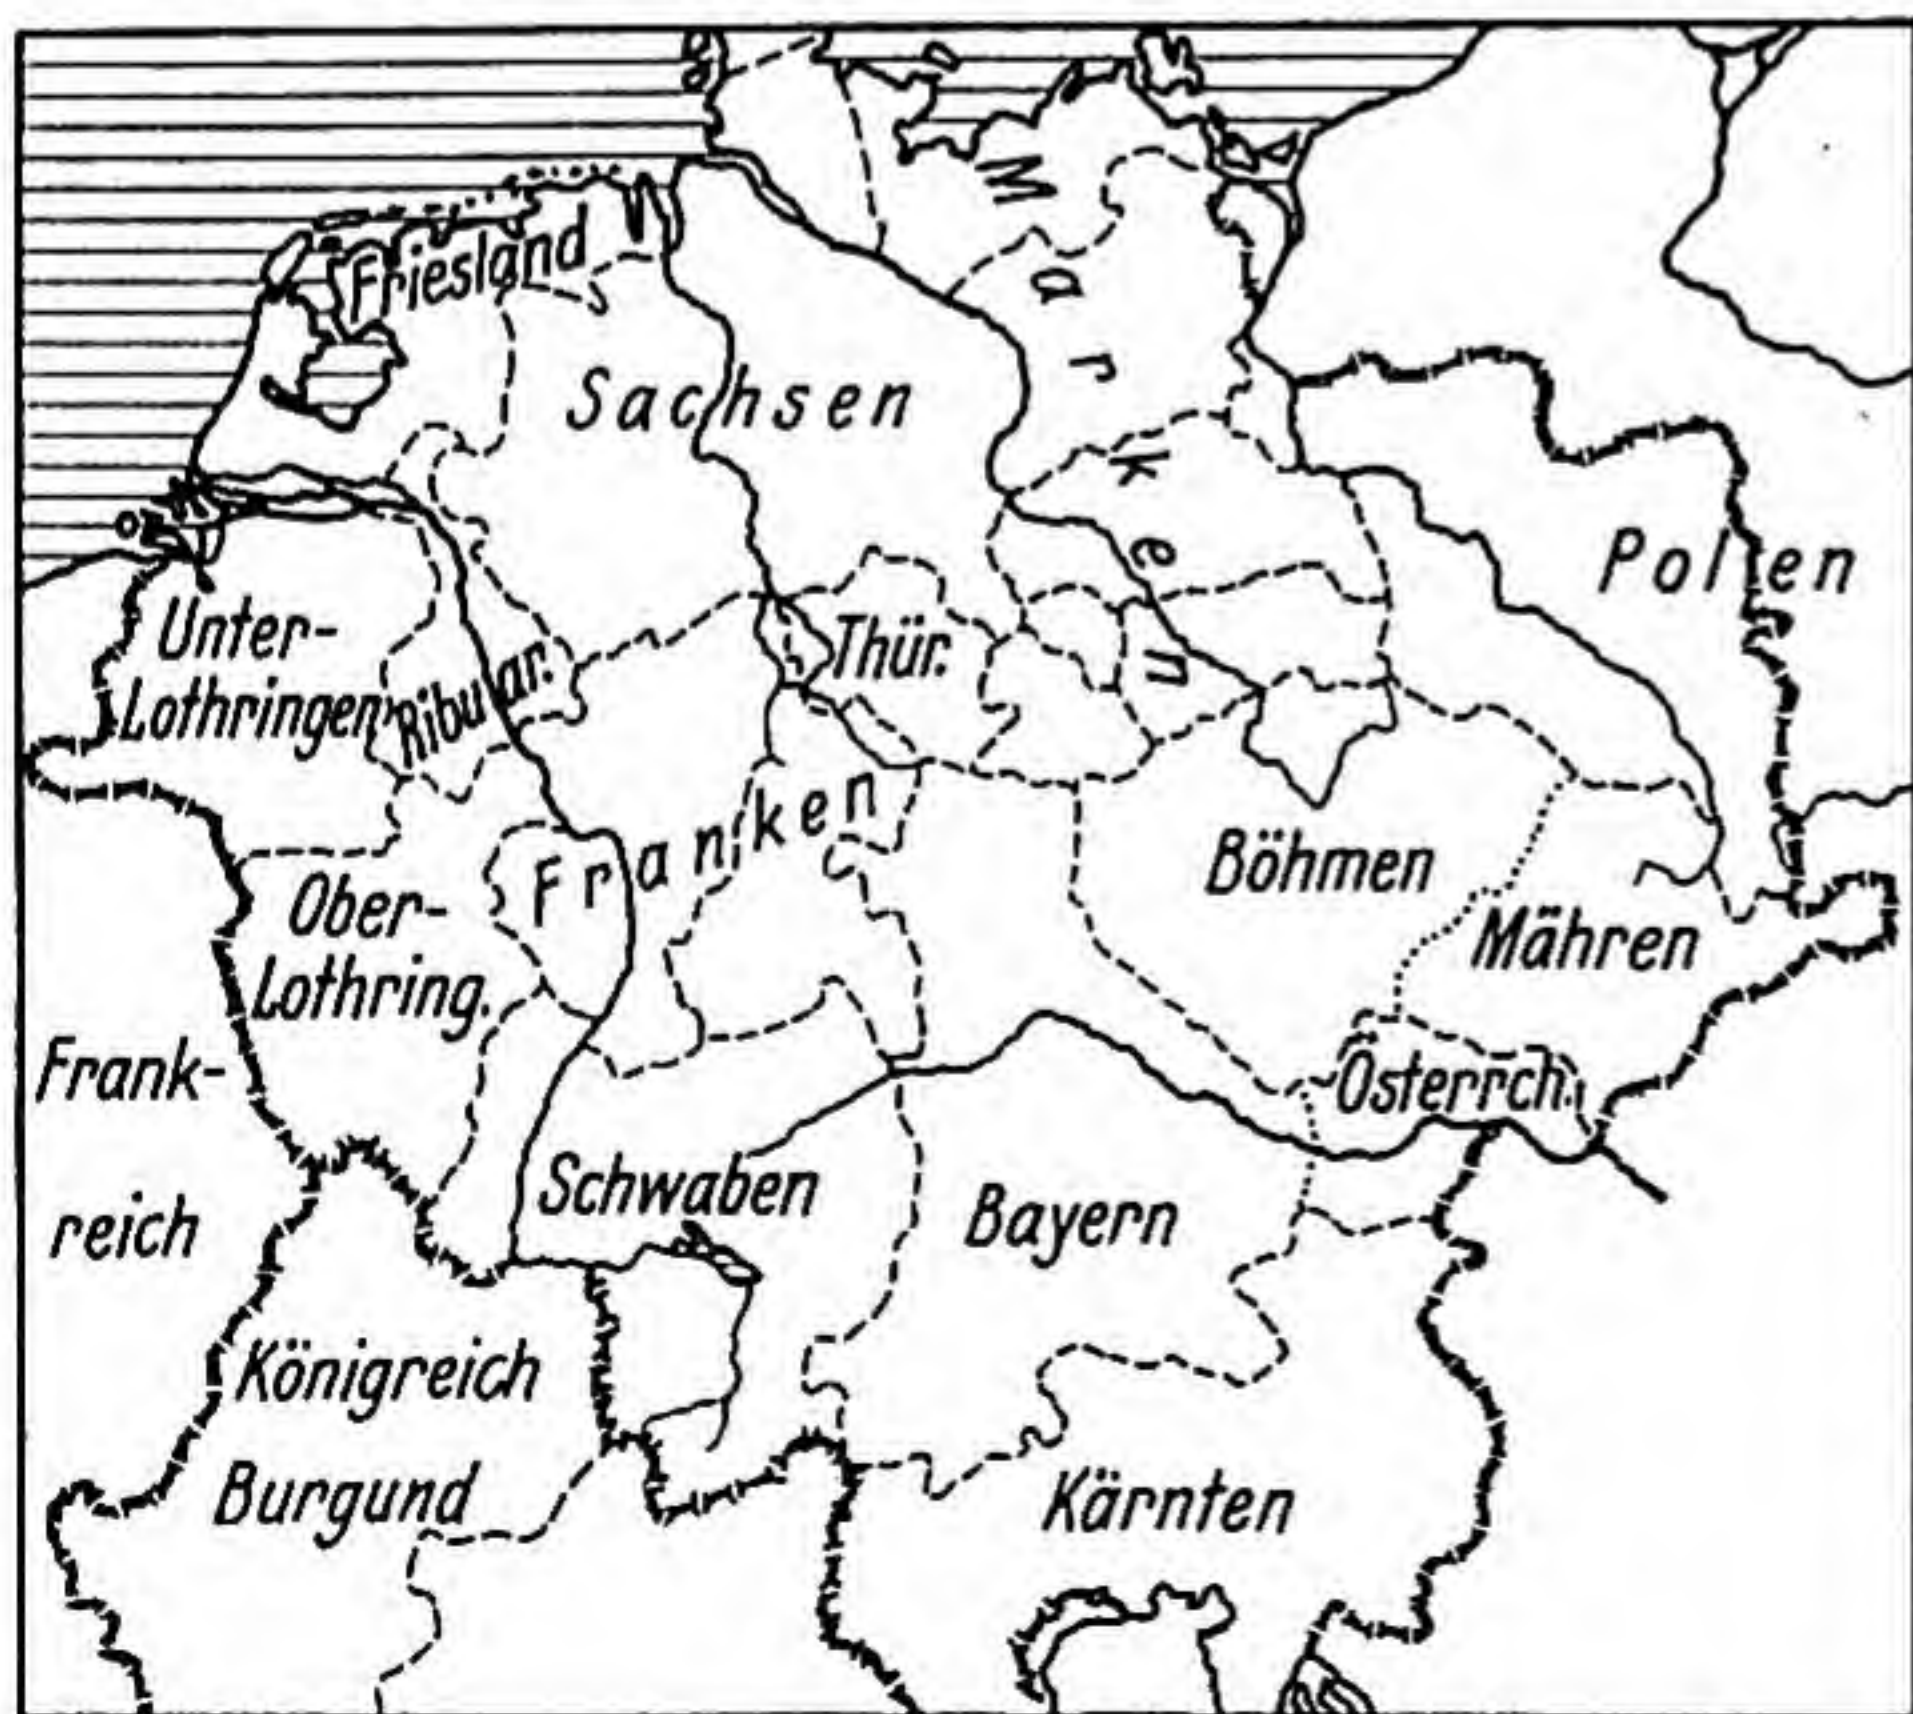 Marken
Friesland
Sachsen
Polen
Unter-
Lothringen
Ribuar.
Thür.
Franken
Böhmen
Ober-
Lothring.
Mähren
Frank-
reich
Österrch.
Schwaben
Bayern
Königreich
Burgund
Kärnten